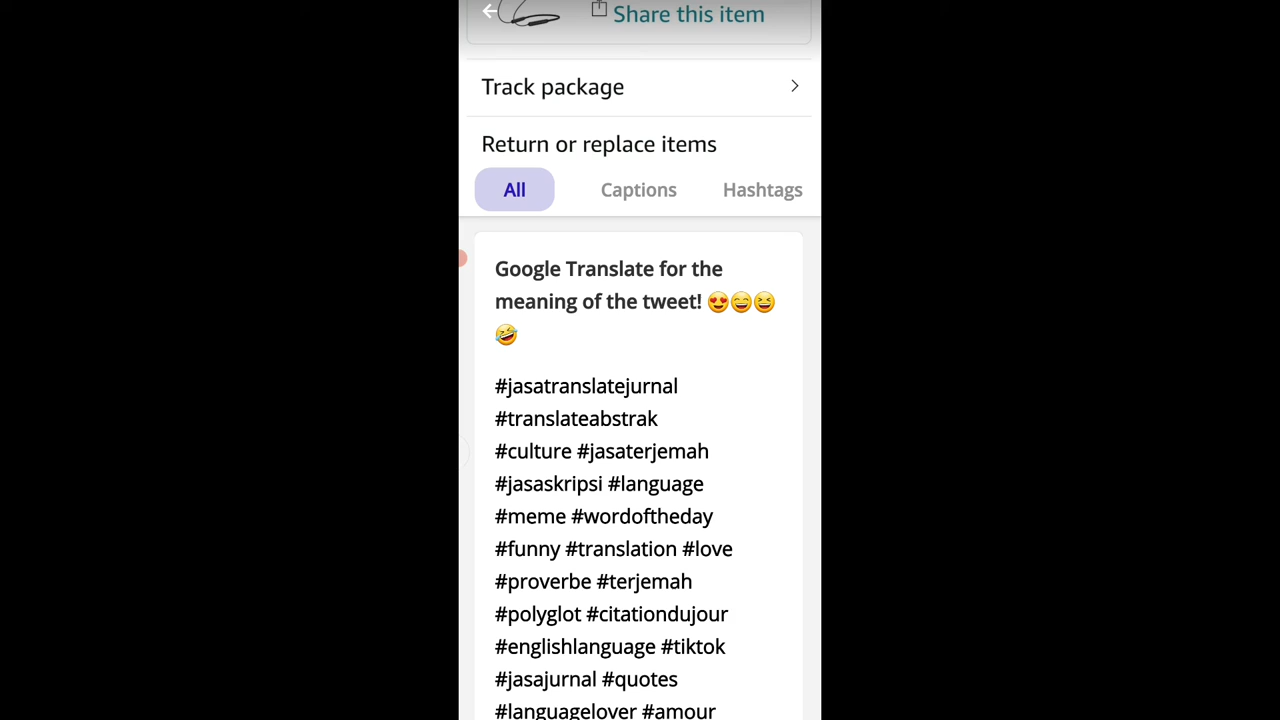 Share this item
Track package
Return or replace items
All Captions Hashtags
Google Translate for the
meaning of the tweet! 😍😄😆
🤣
#jasatranslatejurnal
#translateabstrak
#culture #jasaterjemah
#jasaskripsi #language
#meme #wordoftheday
#funny #translation #love
#proverbe #terjemah
#polyglot #citationdujour
#englishlanguage #tiktok
#jasajurnal #quotes
#languagelover #amour